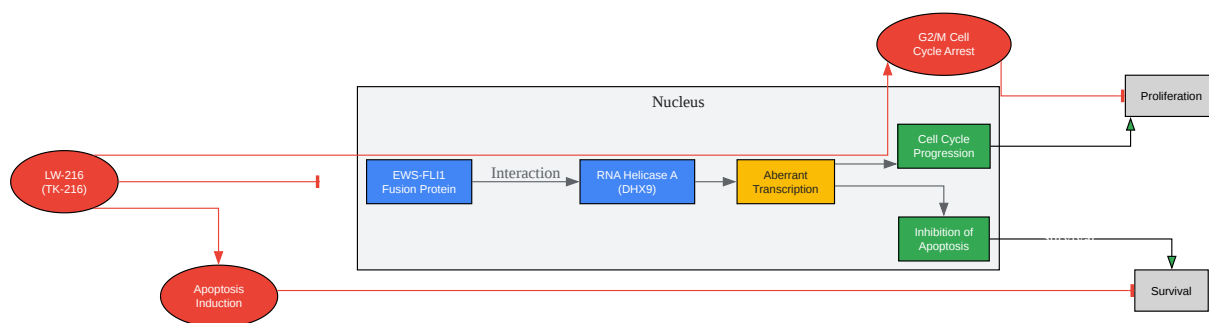 G2/M Cell
Cycle Arrest
Proliferation
Nucleus
Cell Cycle
Progression
LW-216
(TK-216)
EWS-FLI1
Fusion Protein
Interaction
RNA Helicase A
(DHX9)
Aberrant
Transcription
Inhibition of
Apoptosis
Apoptosis
Induction
Survival